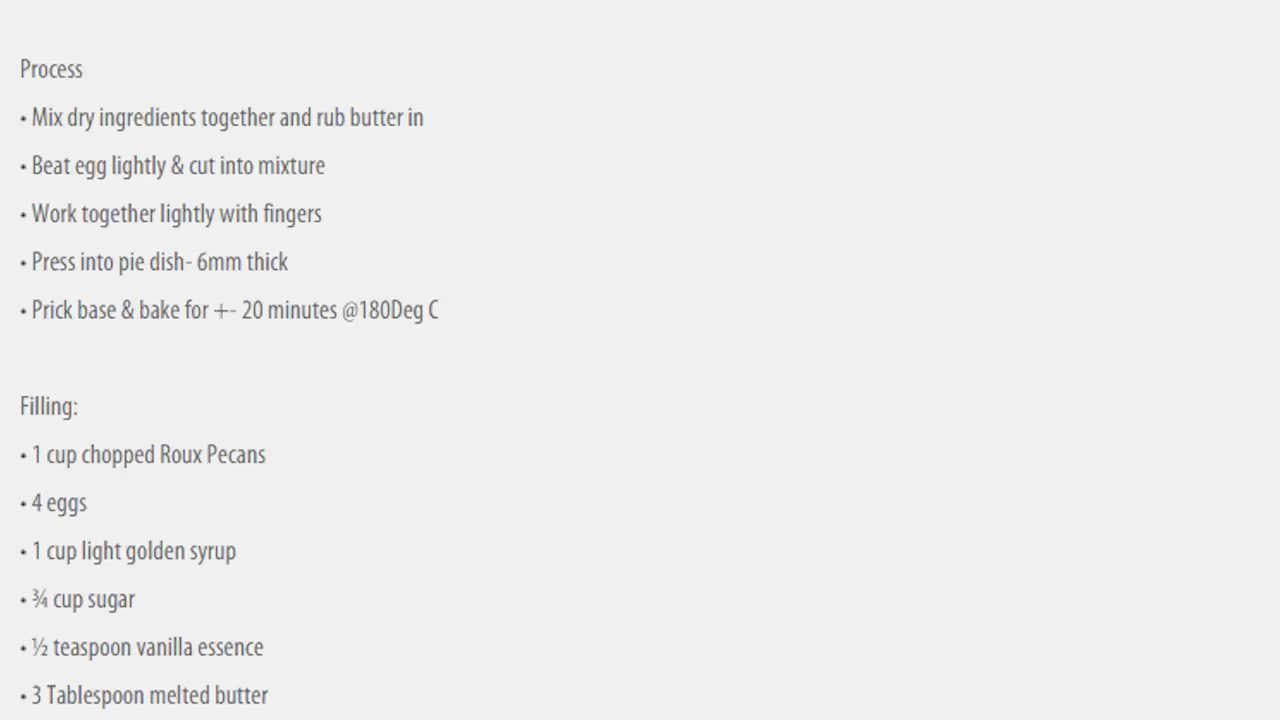 Process
• Mix dry ingredients together and rub butter in
• Beat egg lightly & cut into mixture
• Work together lightly with fingers
• Press into pie dish- 6mm thick
• Prick base & bake for +- 20 minutes @180Deg C
Filling:
• 1 cup chopped Roux Pecans
• 4 eggs
• 1 cup light golden syrup
• ¾ cup sugar
• ½ teaspoon vanilla essence
• 3 Tablespoon melted butter